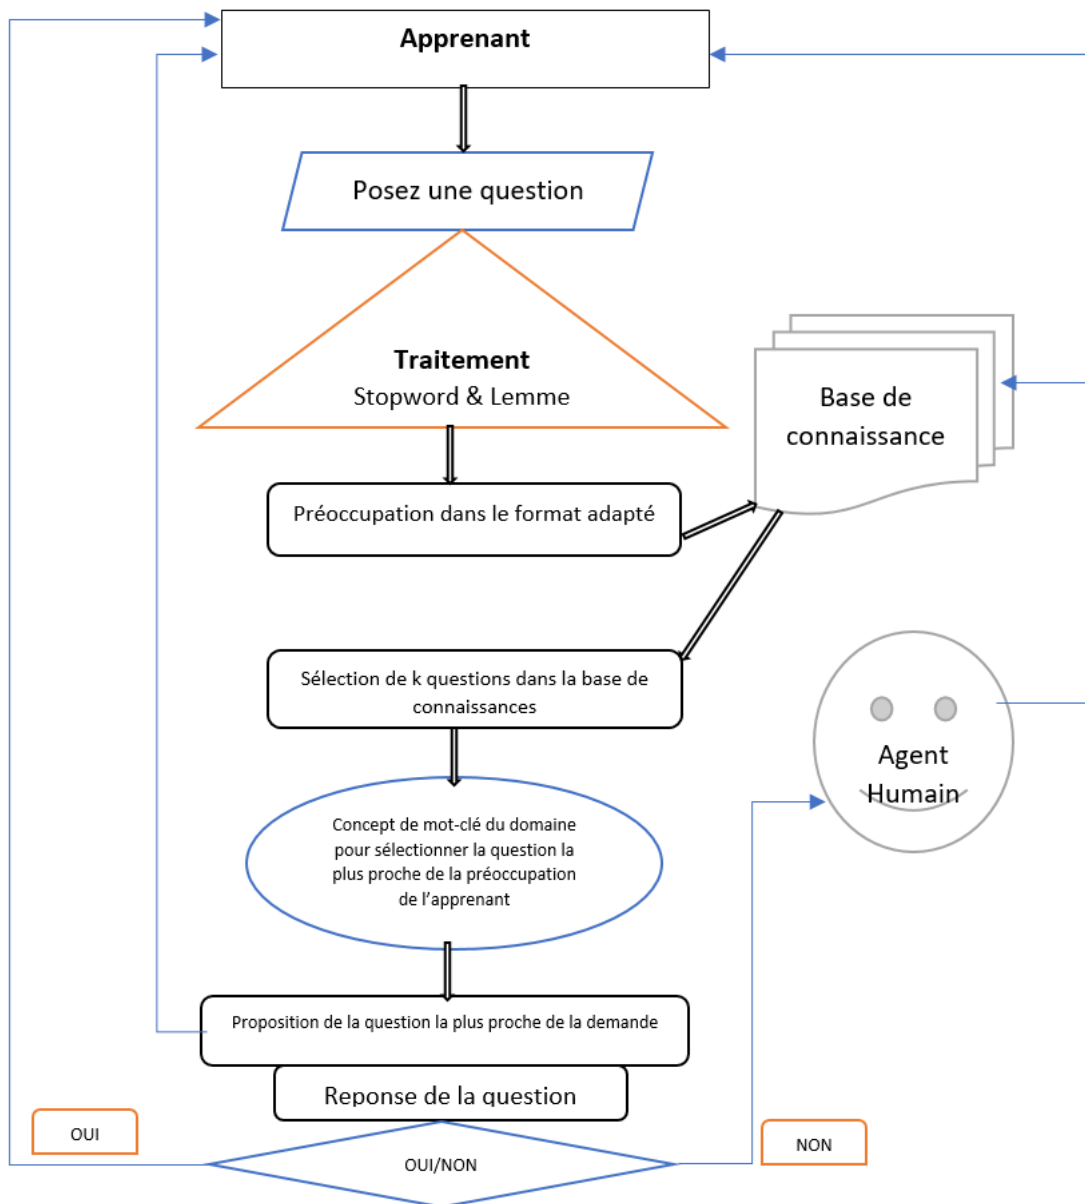 Apprenant
Posez une question
Traitement
Stopword & Lemme
Base de
connaissance
Préoccupation dans le format adapté
Sélection de k questions dans la base de
connaissances
Agent
Humain
Concept de mot-clé du domaine
pour sélectionner la question la
plus proche de la préoccupation
de l’apprenant
Proposition de la question la plus proche de la demande
Reponse de la question
OUI
OUI/NON
NON